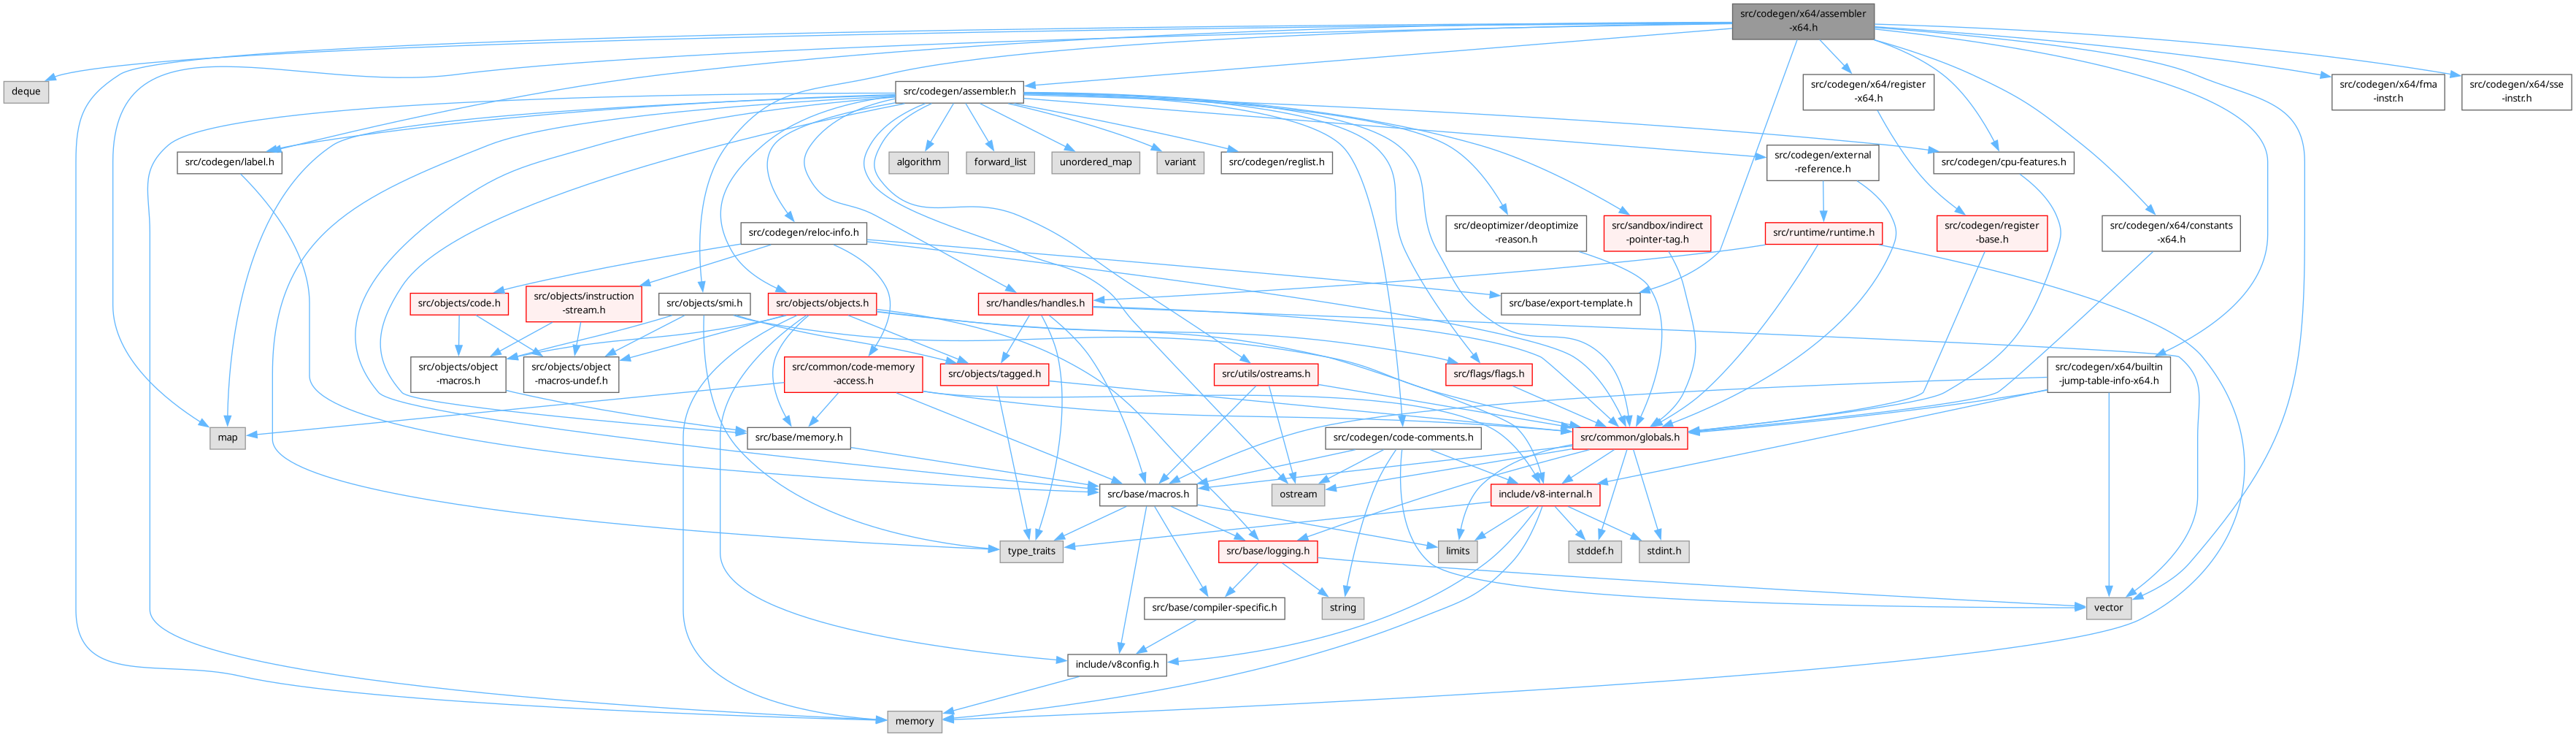 src/codegen/x64/assembler
-x64.h
deque
src/codegen/assembler.h
src/codegen/x64/register
-x64.h
src/codegen/x64/fma
-instr.h
src/codegen/x64/sse
-instr.h
src/codegen/label.h
algorithm
forward_list
unordered_map
variant
src/codegen/reglist.h
src/codegen/external
-reference.h
src/codegen/cpu-features.h
src/codegen/reloc-info.h
src/deoptimizer/deoptimize
-reason.h
src/sandbox/indirect
-pointer-tag.h
src/runtime/runtime.h
src/codegen/register
-base.h
src/codegen/x64/constants
-x64.h
src/objects/code.h
src/objects/instruction
-stream.h
src/objects/smi.h
src/objects/objects.h
src/handles/handles.h
src/base/export-template.h
src/objects/object
-macros.h
src/objects/object
-macros-undef.h
src/common/code-memory
-access.h
src/objects/tagged.h
src/utils/ostreams.h
src/flags/flags.h
src/codegen/x64/builtin
-jump-table-info-x64.h
map
src/base/memory.h
src/codegen/code-comments.h
src/common/globals.h
src/base/macros.h
ostream
include/v8-internal.h
type_traits
src/base/logging.h
limits
stddef.h
stdint.h
src/base/compiler-specific.h
string
vector
include/v8config.h
memory